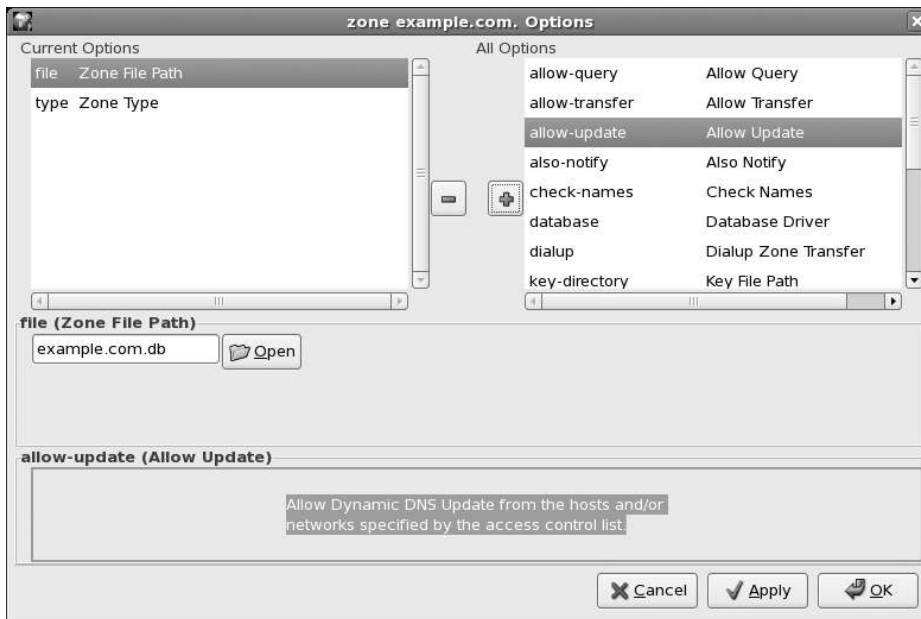 zone example.com. Options
Current Options
file Zone File Path
type Zone Type
All Options
allow-query Allow Query
allow-transfer Allow Transfer
allow-update Allow Update
also-notify Also Notify
check-names Check Names
database Database Driver
dialup Dialup Zone Transfer
key-directory Key File Path
file (Zone File Path)
example.com.db
Open
allow-update (Allow Update)
Allow Dynamic DNS Update from the hosts and/or
networks specified by the access control list.
Cancel
Apply
OK